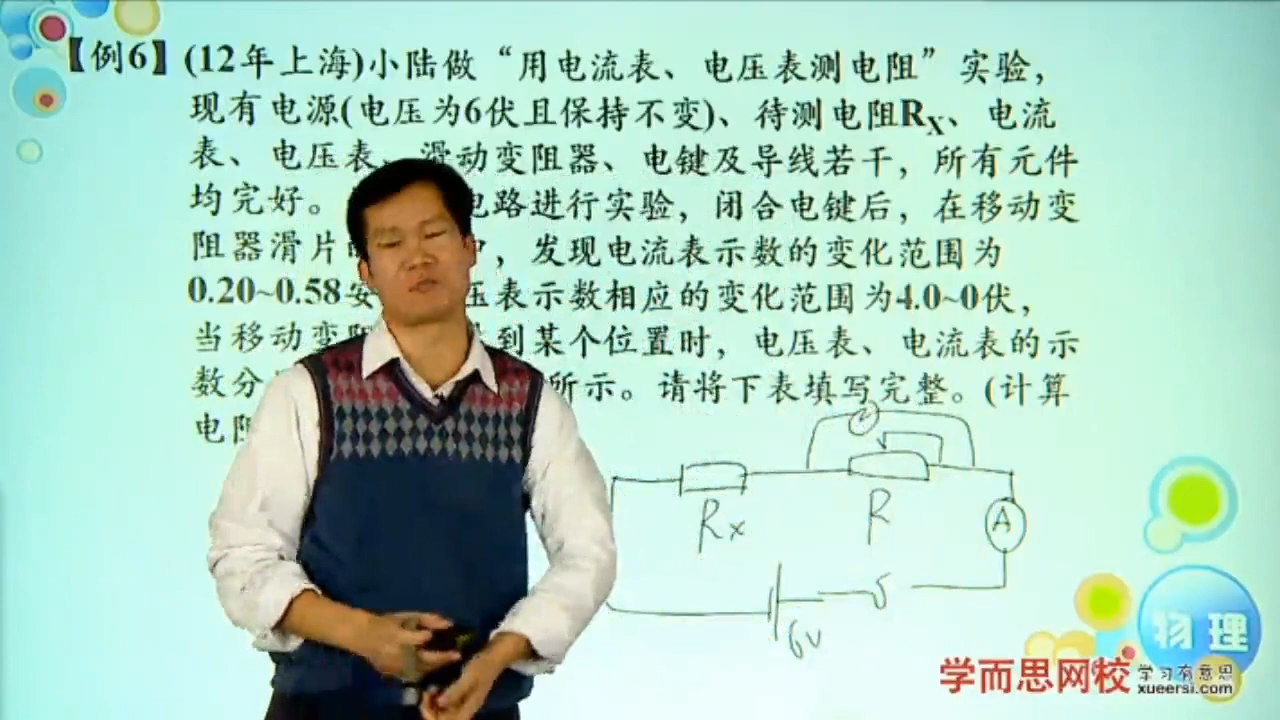 【例6】(12年上海)小陆做“用电流表、电压表测电阻”实验，
现有电源(电压为6伏且保持不变)、待测电阻Rx、电流
表、电压表、滑动变阻器、电键及导线若干，所有元件
均完好。 电路进行实验，闭合电键后，在移动变
阻器滑片 ，发现电流表示数的变化范围为
0.20~0.58安 压表示数相应的变化范围为4.0~0伏，
当移动变阻 到某个位置时，电压表、电流表的示
数分 所示。请将下表填写完整。(计算
电阻
Rx
R
A
6v
物理
学而思网校 学习有意思
xueersi.com